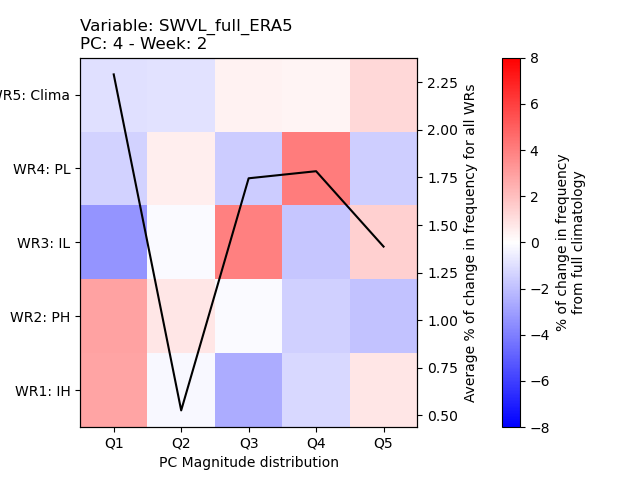 Variable: SWVL_full_ERA5
PC: 4 - Week: 2
WR5: Clima
WR4: PL
WR3: IL
WR2: PH
WR1: IH
Q1 Q2 Q3 Q4 Q5
PC Magnitude distribution
2.25
2.00
1.75
1.50
1.25
1.00
0.75
0.50
Average % of change in frequency for all WRs
8
6
4
2
0
−2
−4
−6
−8
% of change in frequency
from full climatology